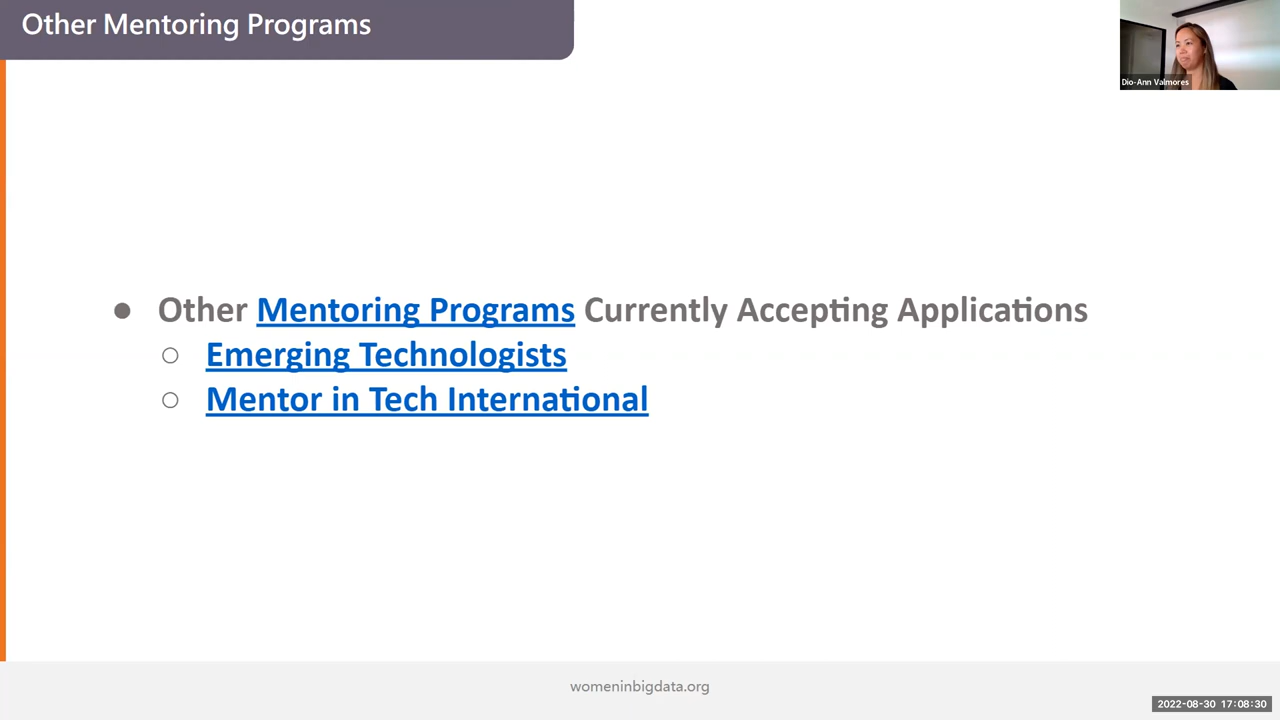 Other Mentoring Programs
Dio-Ann Valmores
● Other Mentoring Programs Currently Accepting Applications
○ Emerging Technologists
○ Mentor in Tech International
womeninbigdata.org
2022-08-30 17:08:30